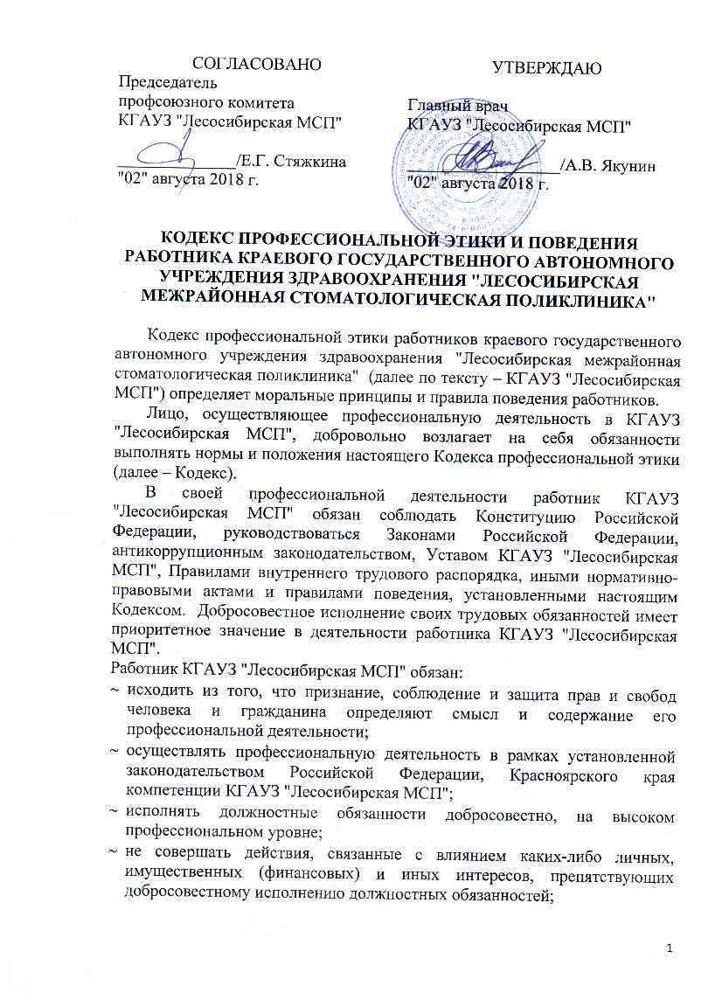 СОГЛАСОВАНО
Председатель
профсоюзного комитета
КГАУЗ "Лесосибирская МСП"
______________/Е.Г. Стяжкина
"02" августа 2018 г.
УТВЕРЖДАЮ
Главный врач
КГАУЗ "Лесосибирская МСП"
__________________/А.В. Якунин
"02" августа 2018 г.
КОДЕКС ПРОФЕССИОНАЛЬНОЙ ЭТИКИ И ПОВЕДЕНИЯ
РАБОТНИКА КРАЕВОГО ГОСУДАРСТВЕННОГО АВТОНОМНОГО
УЧРЕЖДЕНИЯ ЗДРАВООХРАНЕНИЯ "ЛЕСОСИБИРСКАЯ
МЕЖРАЙОННАЯ СТОМАТОЛОГИЧЕСКАЯ ПОЛИКЛИНИКА"
Кодекс профессиональной этики работников краевого государственного
автономного учреждения здравоохранения "Лесосибирская межрайонная
стоматологическая поликлиника" (далее по тексту – КГАУЗ "Лесосибирская
МСП") определяет моральные принципы и правила поведения работников.
Лицо, осуществляющее профессиональную деятельность в КГАУЗ
"Лесосибирская МСП", добровольно возлагает на себя обязанности
выполнять нормы и положения настоящего Кодекса профессиональной этики
(далее – Кодекс).
В своей профессиональной деятельности работник КГАУЗ
"Лесосибирская МСП" обязан соблюдать Конституцию Российской
Федерации, руководствоваться Законами Российской Федерации,
антикоррупционным законодательством, Уставом КГАУЗ "Лесосибирская
МСП", Правилами внутреннего трудового распорядка, иными нормативно-
правовыми актами и правилами поведения, установленными настоящим
Кодексом. Добросовестное исполнение своих трудовых обязанностей имеет
приоритетное значение в деятельности работника КГАУЗ "Лесосибирская
МСП".
Работник КГАУЗ "Лесосибирская МСП" обязан:
~ исходить из того, что признание, соблюдение и защита прав и свобод
человека и гражданина определяют смысл и содержание его
профессиональной деятельности;
~ осуществлять профессиональную деятельность в рамках установленной
законодательством Российской Федерации, Красноярского края
компетенции КГАУЗ "Лесосибирская МСП";
~ исполнять должностные обязанности добросовестно, на высоком
профессиональном уровне;
~ не совершать действия, связанные с влиянием каких-либо личных,
имущественных (финансовых) и иных интересов, препятствующих
добросовестному исполнению должностных обязанностей;
1